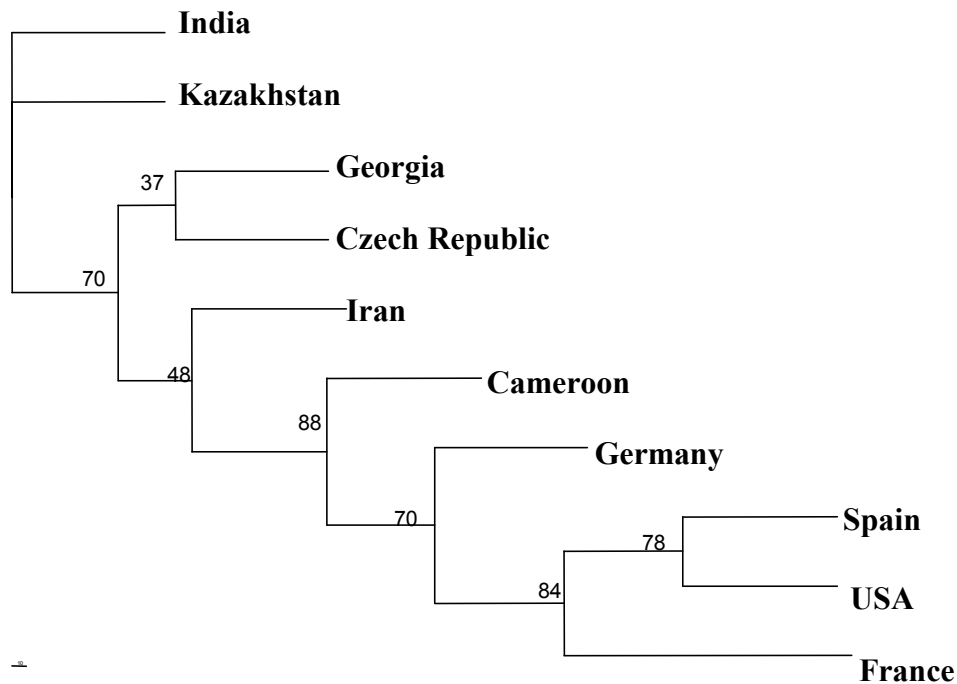 India
Kazakhstan
Georgia
37
Czech Republic
70
Iran
48
Cameroon
88
Germany
70
Spain
78
USA
84
France